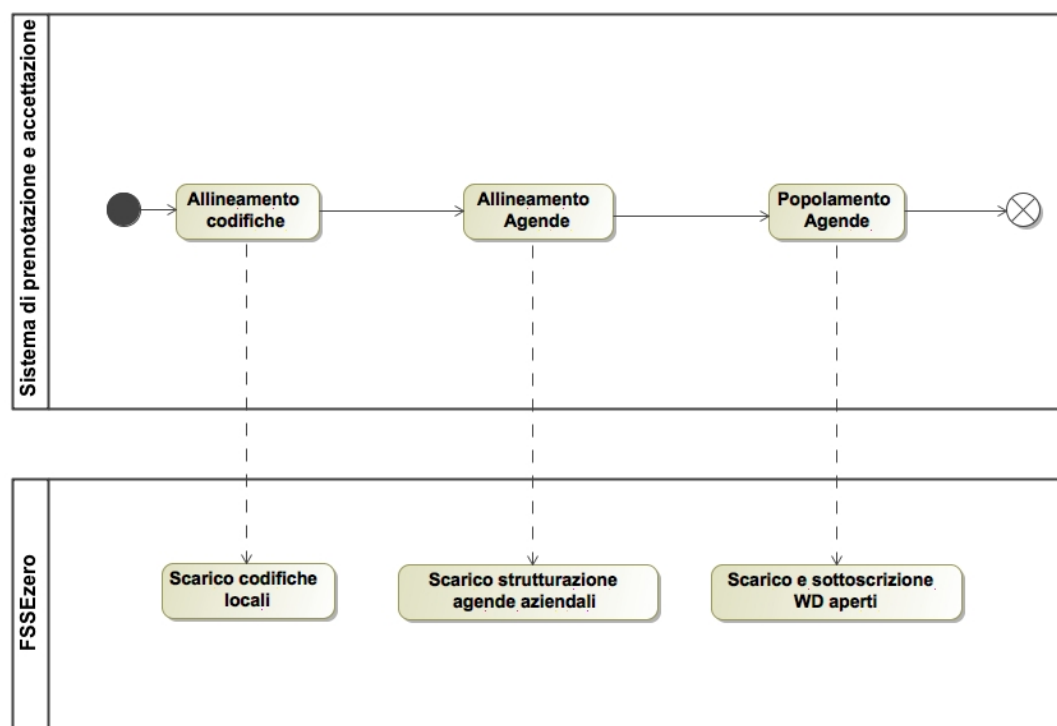 Sistema di prenotazione e accettazione
Allineamento
codifiche
Allineamento
Agende
Popolamento
Agende
FSSEzero
Scarico codifiche
locali
Scarico strutturazione
agende aziendali
Scarico e sottoscrizione
WD aperti